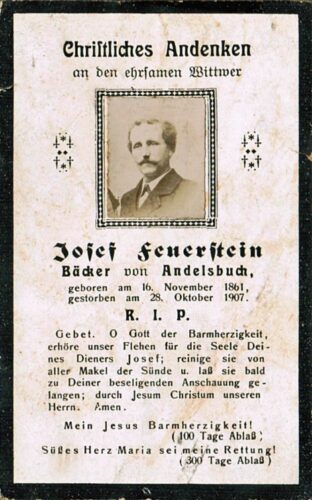 Christliches Andenken
an den ehrsamen Wittwer
Josef Feuerstein
Bäcker von Andelsbuch,
geboren am 16. November 1861,
gestorben am 28. Oktober 1907.
R. I. P.
Gebet. O Gott der Barmherzigkeit,
erhöre unser Flehen für die Seele Dei-
nes Dieners Josef; reinige sie von
aller Makel der Sünde u. laß sie bald
zu Deiner beseligenden Anschauung ge-
langen; durch Jesum Christum unseren
Herrn. Amen.
Mein Jesus Barmherzigkeit!
(100 Tage Ablaß)
Süßes Herz Maria sei meine Rettung!
(300 Tage Ablaß)